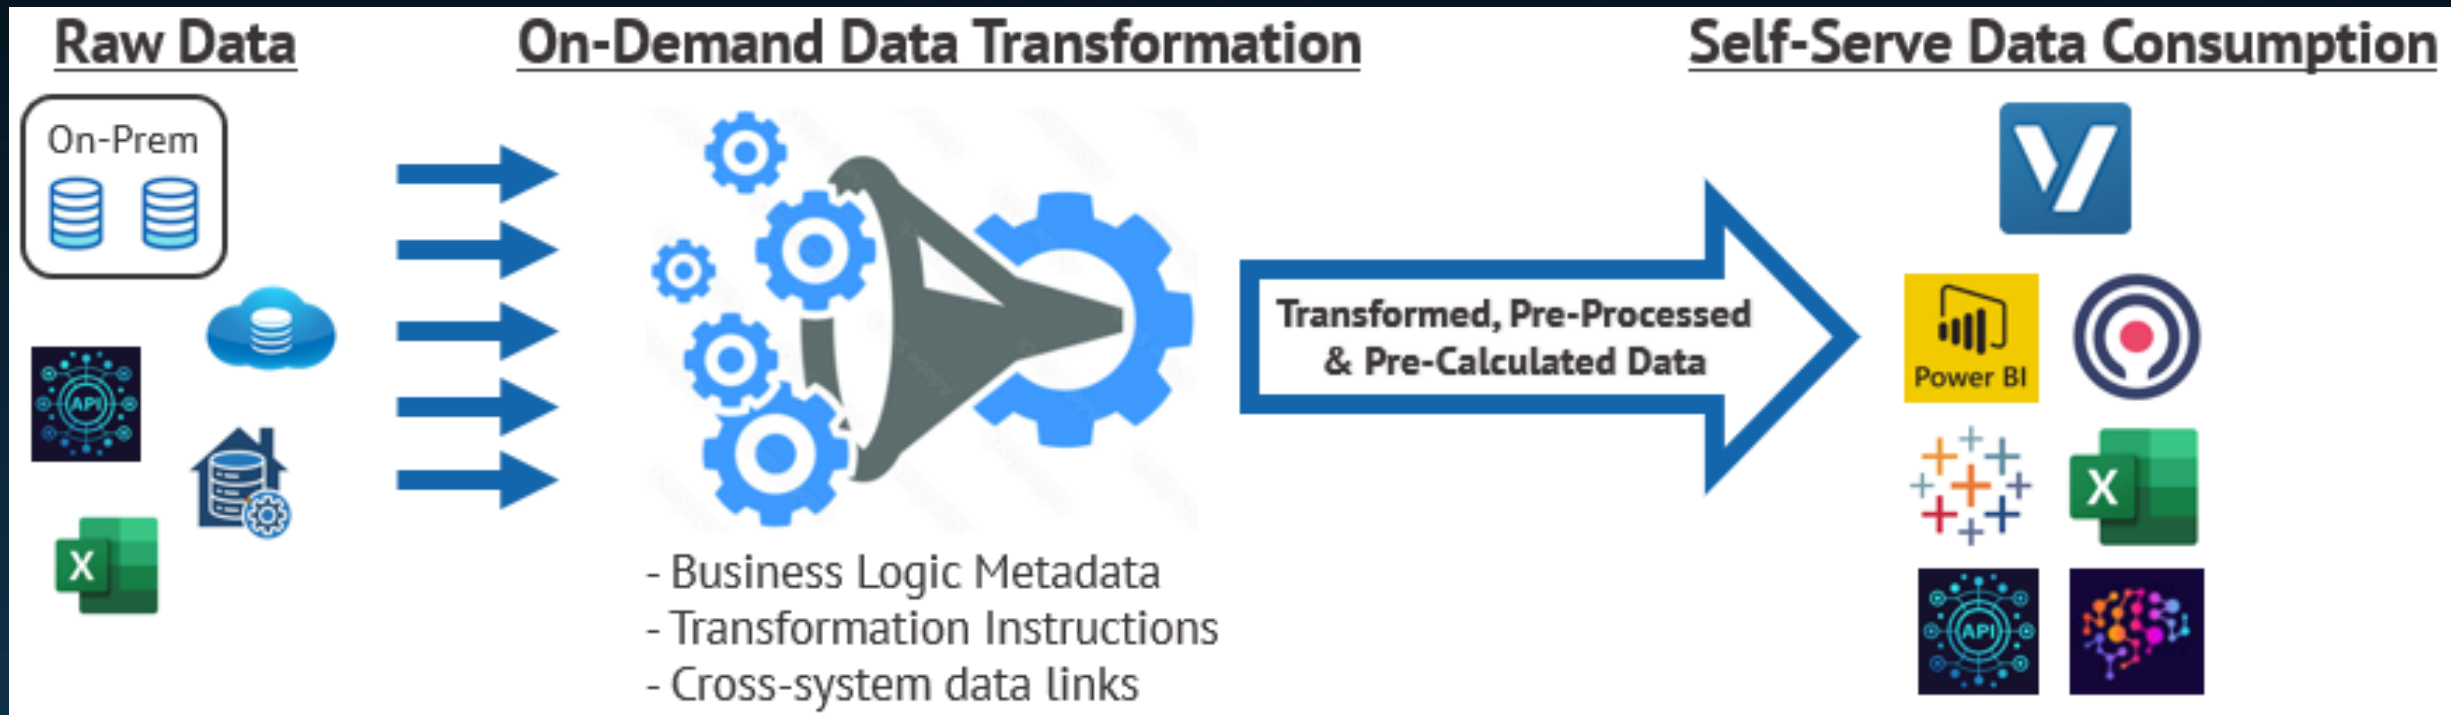 Raw Data
On-Demand Data Transformation
Self-Serve Data Consumption
On-Prem
API
X
- Business Logic Metadata
- Transformation Instructions
- Cross-system data links
Transformed, Pre-Processed
& Pre-Calculated Data
Power BI
X
API